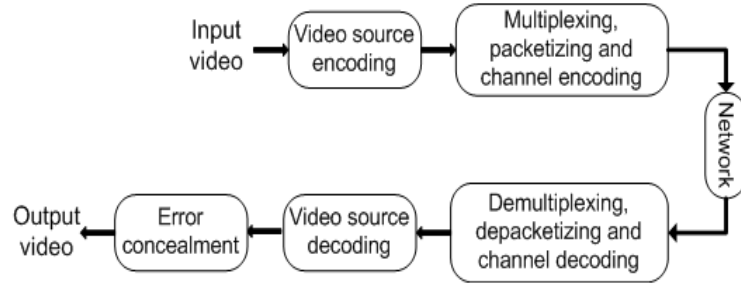 Input
video
Video source
encoding
Multiplexing,
packetizing and
channel encoding
Network
Demultiplexing,
depacketizing and
channel decoding
Video source
decoding
Error
concealment
Output
video